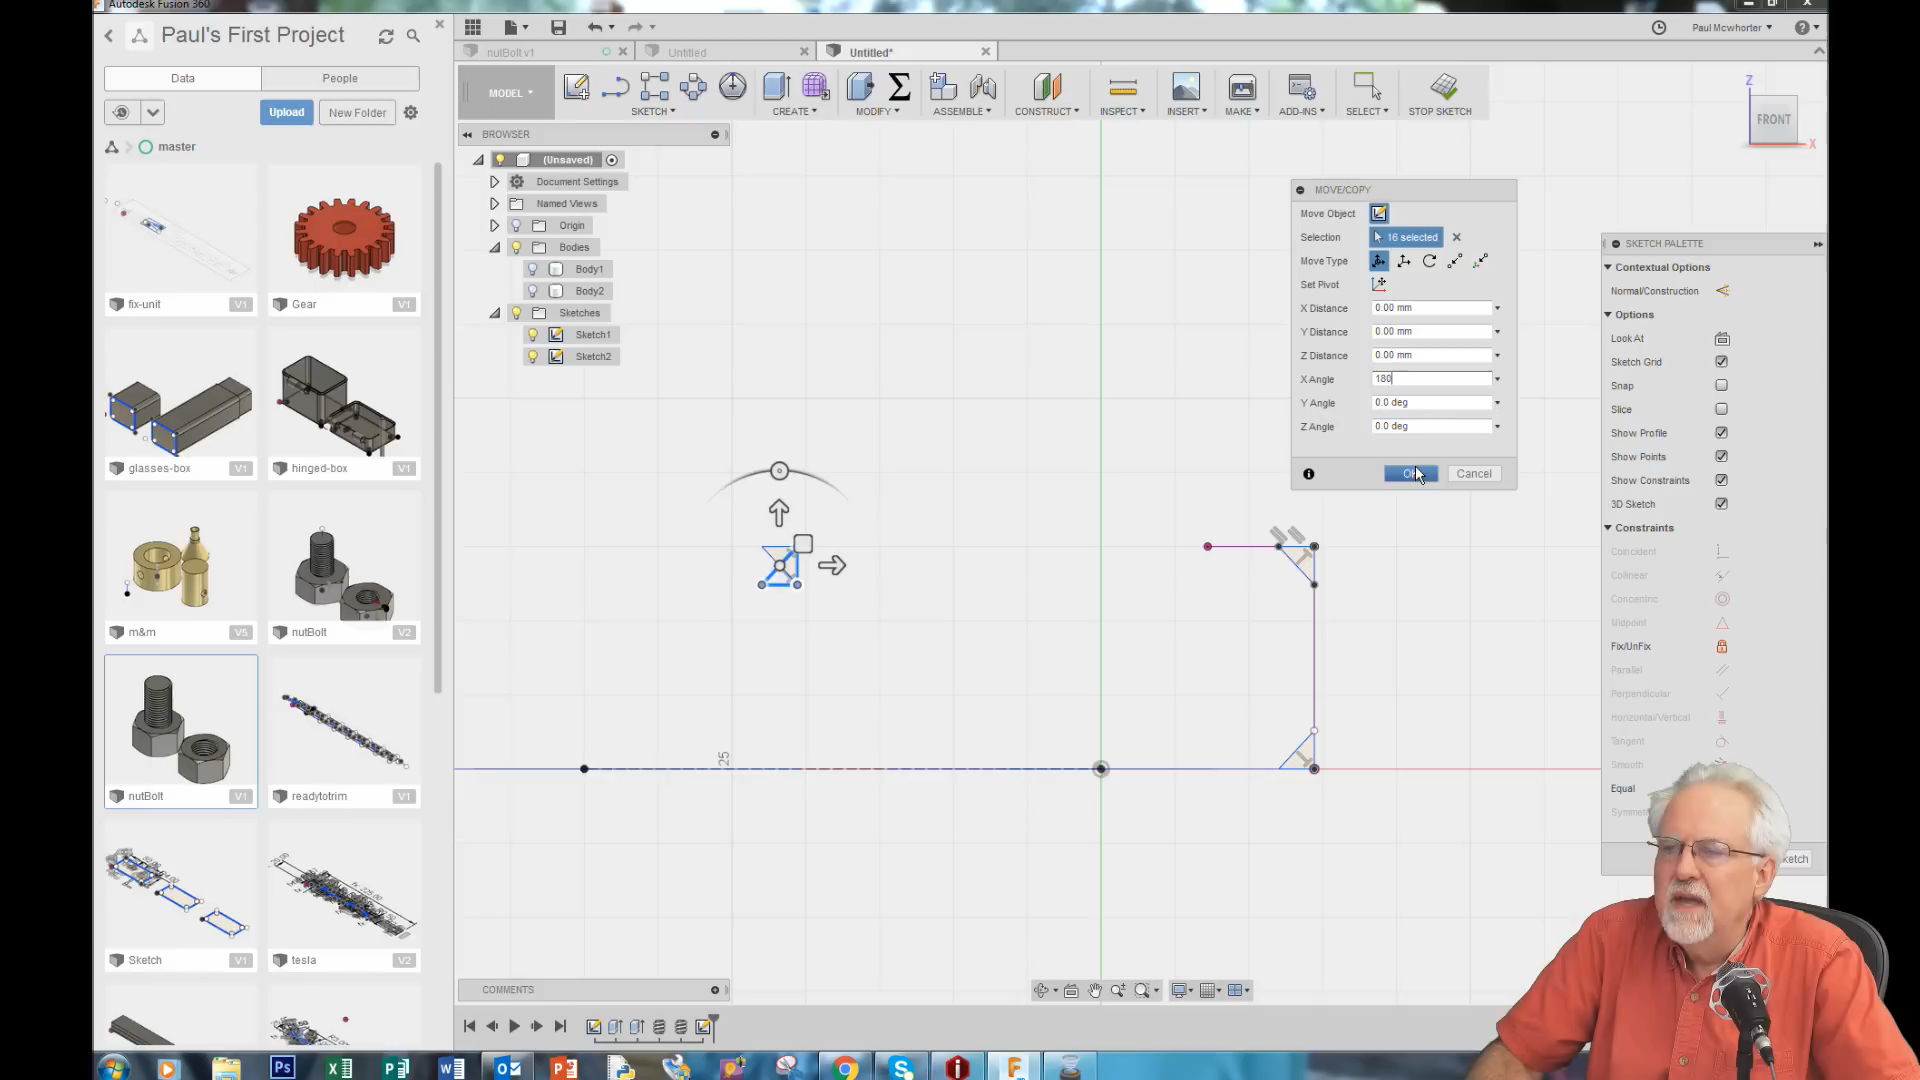 Autodesk Fusion 360
Paul's First Project
Data
People
Upload
New Folder
master
fix-unit V1
Gear V1
glasses-box V1
hinged-box V1
m&m V5
nutBolt V2
nutBolt V1
readytotrim V1
Sketch V1
tesla V2
Paul Mcwhorter
nutBolt v1
Untitled
Untitled*
MODEL
SKETCH
CREATE
MODIFY
ASSEMBLE
CONSTRUCT
INSPECT
INSERT
MAKE
ADD-INS
SELECT
STOP SKETCH
BROWSER
(Unsaved)
Document Settings
Named Views
Origin
Bodies
Body1
Body2
Sketches
Sketch1
Sketch2
25
Z
FRONT
X
MOVE/COPY
Move Object
Selection 16 selected
Move Type
Set Pivot
X Distance 0.00 mm
Y Distance 0.00 mm
Z Distance 0.00 mm
X Angle 180
Y Angle 0.0 deg
Z Angle 0.0 deg
Cancel
SKETCH PALETTE
Contextual Options
Normal/Construction
Options
Look At
Sketch Grid
Snap
Slice
Show Profile
Show Points
Show Constraints
3D Sketch
Constraints
Coincident
Collinear
Concentric
Midpoint
Fix/UnFix
Parallel
Perpendicular
Horizontal/Vertical
Tangent
Smooth
Equal
ketch
COMMENTS
Ps